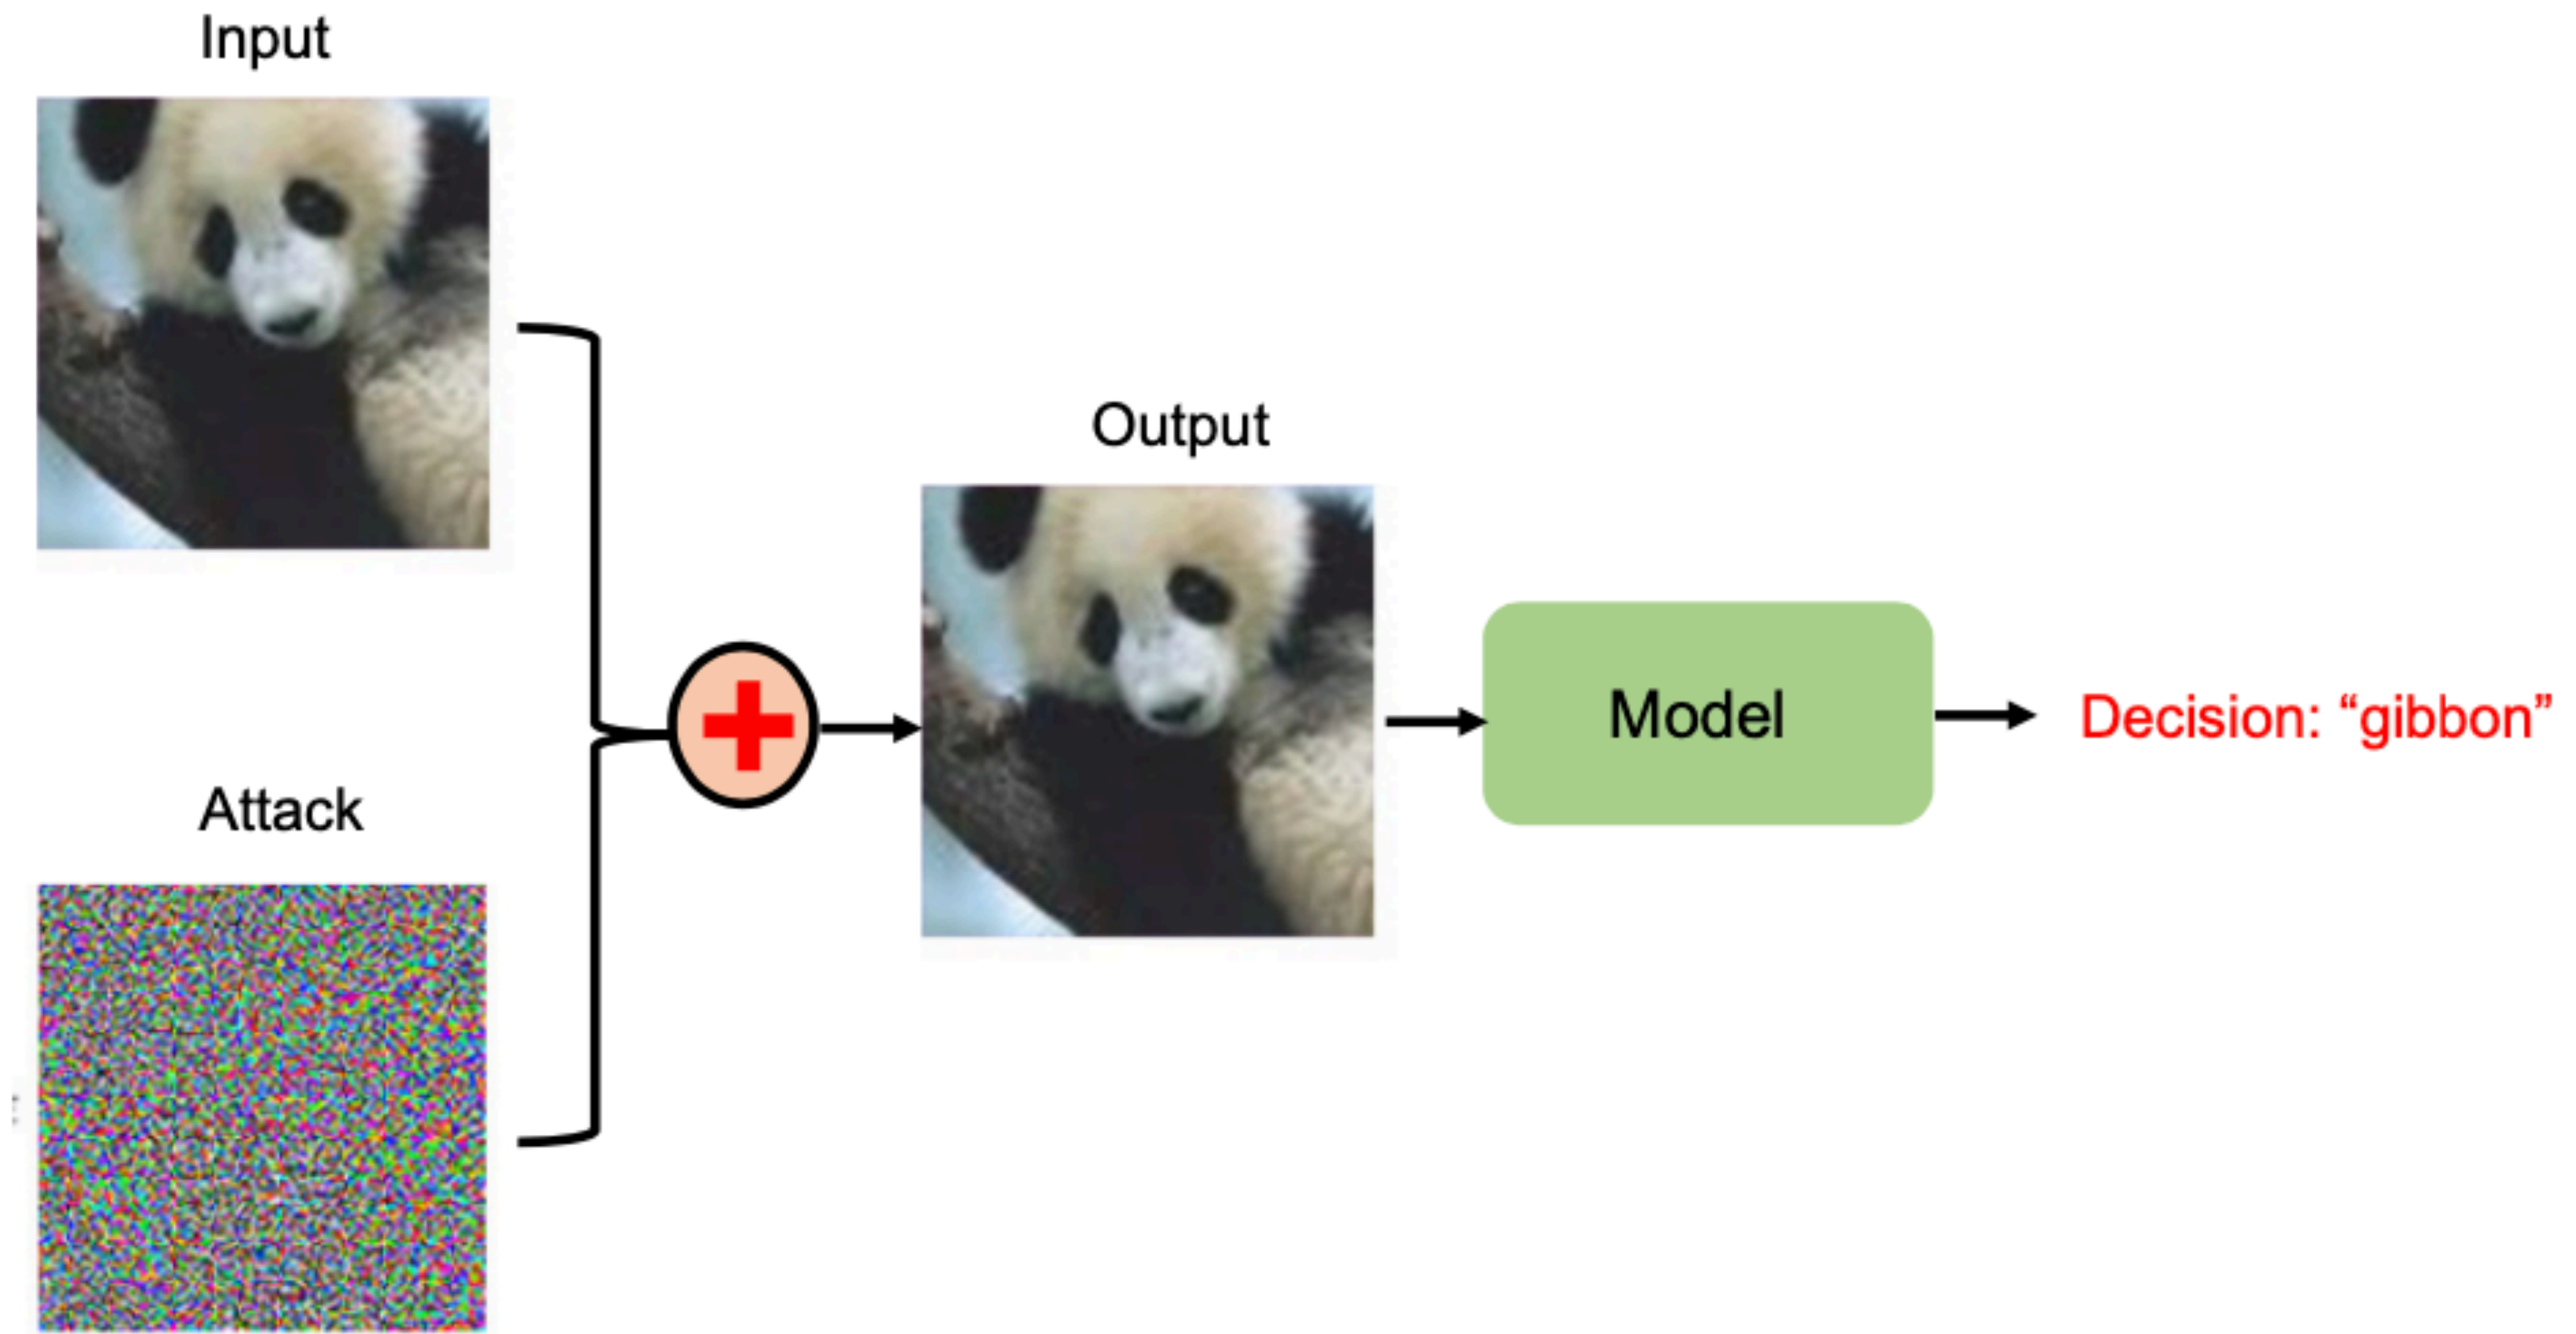 Input
Output
Attack
Model
Decision: “gibbon”